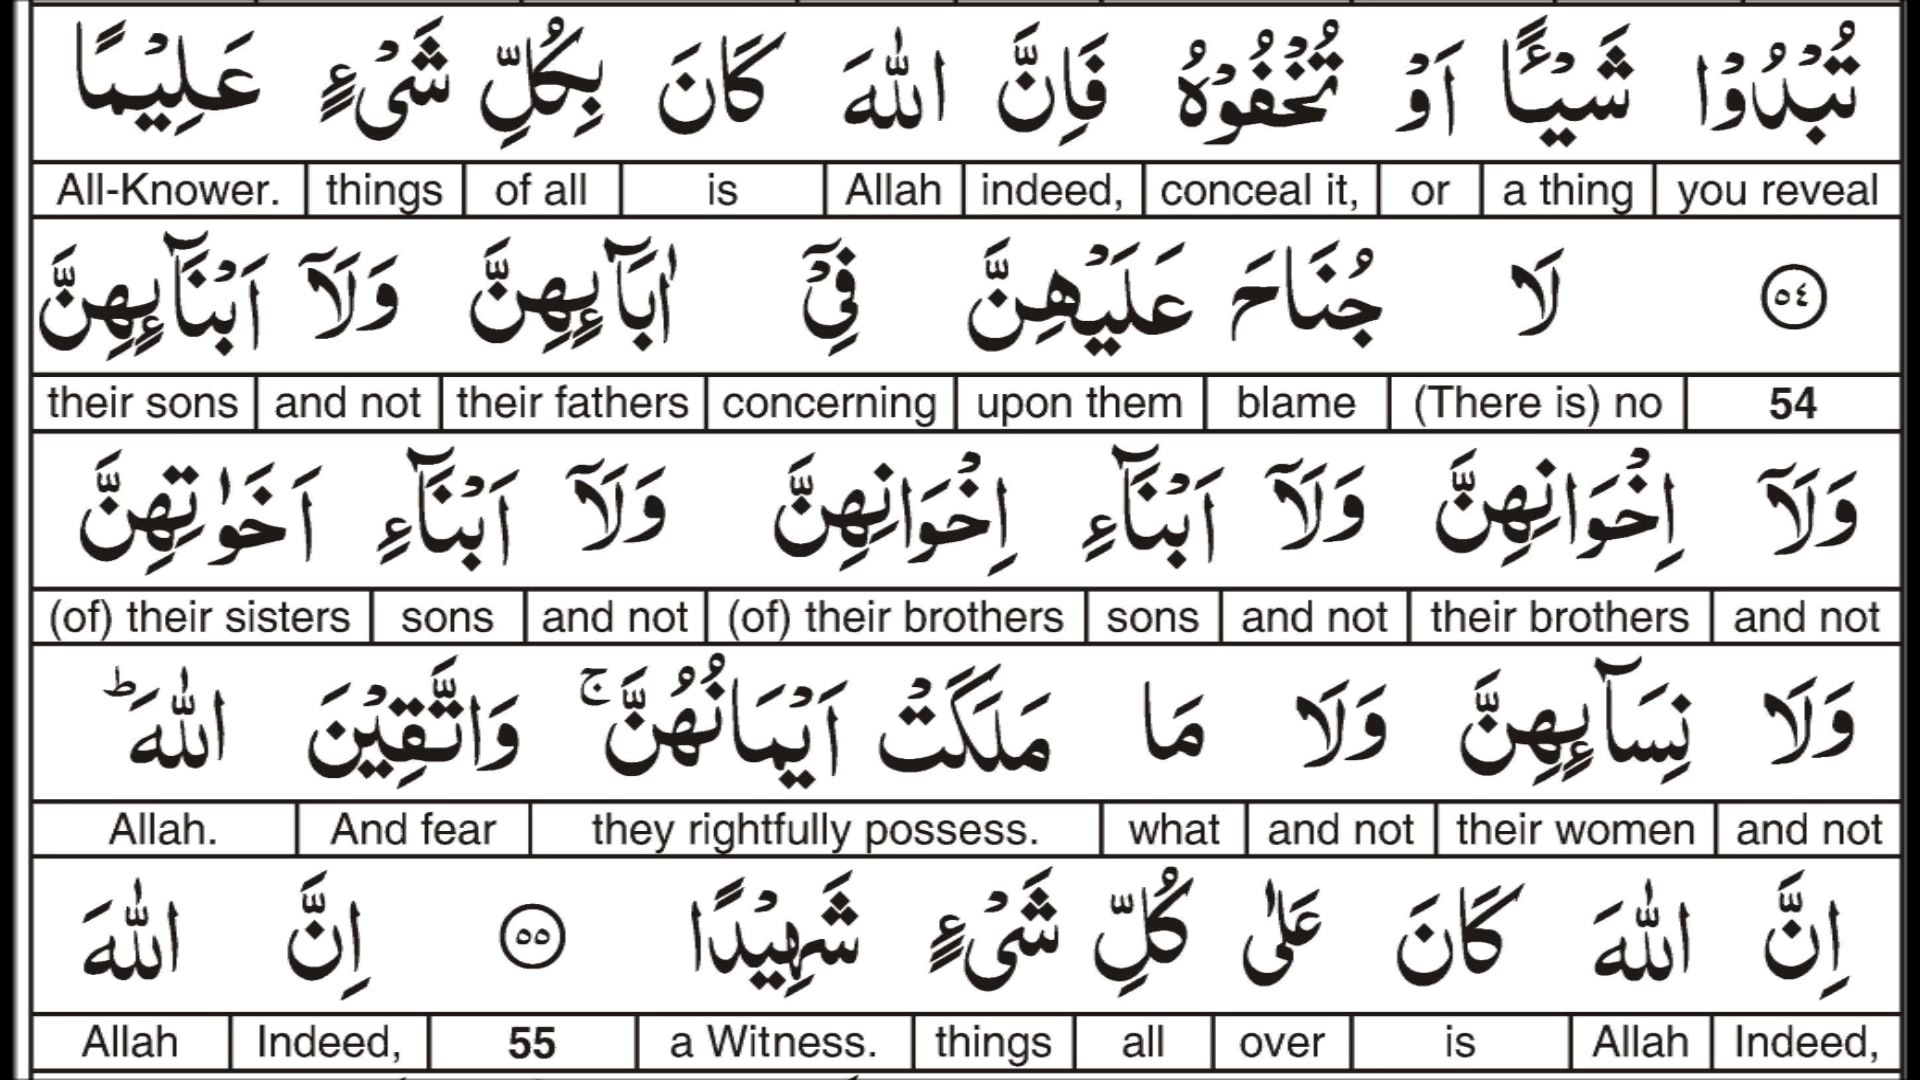 تُبْدُوْا شَيْـًٔا اَوْ تُخْفُوْهُ فَاِنَّ اللّٰهَ كَانَ بِكُلِّ شَىْءٍ عَلِيْمًا
All-Knower. things of all is Allah indeed, conceal it, or a thing you reveal
۝٥٤ لَا جُنَاحَ عَلَيْهِنَّ فِىْٓ اٰبَآئِهِنَّ وَلَآ اَبْنَآئِهِنَّ
their sons and not their fathers concerning upon them blame (There is) no 54
وَلَآ اِخْوَانِهِنَّ وَلَآ اَبْنَآءِ اِخْوَانِهِنَّ وَلَآ اَبْنَآءِ اَخَوٰتِهِنَّ
(of) their sisters sons and not (of) their brothers sons and not their brothers and not
وَلَا نِسَآئِهِنَّ وَلَا مَا مَلَكَتْ اَيْمَانُهُنَّ ۚ وَاتَّقِيْنَ اللّٰهَ ؕ
Allah. And fear they rightfully possess. what and not their women and not
اِنَّ اللّٰهَ كَانَ عَلٰى كُلِّ شَىْءٍ شَهِيْدًا ۝٥٥ اِنَّ اللّٰهَ
Allah Indeed, 55 a Witness. things all over is Allah Indeed,